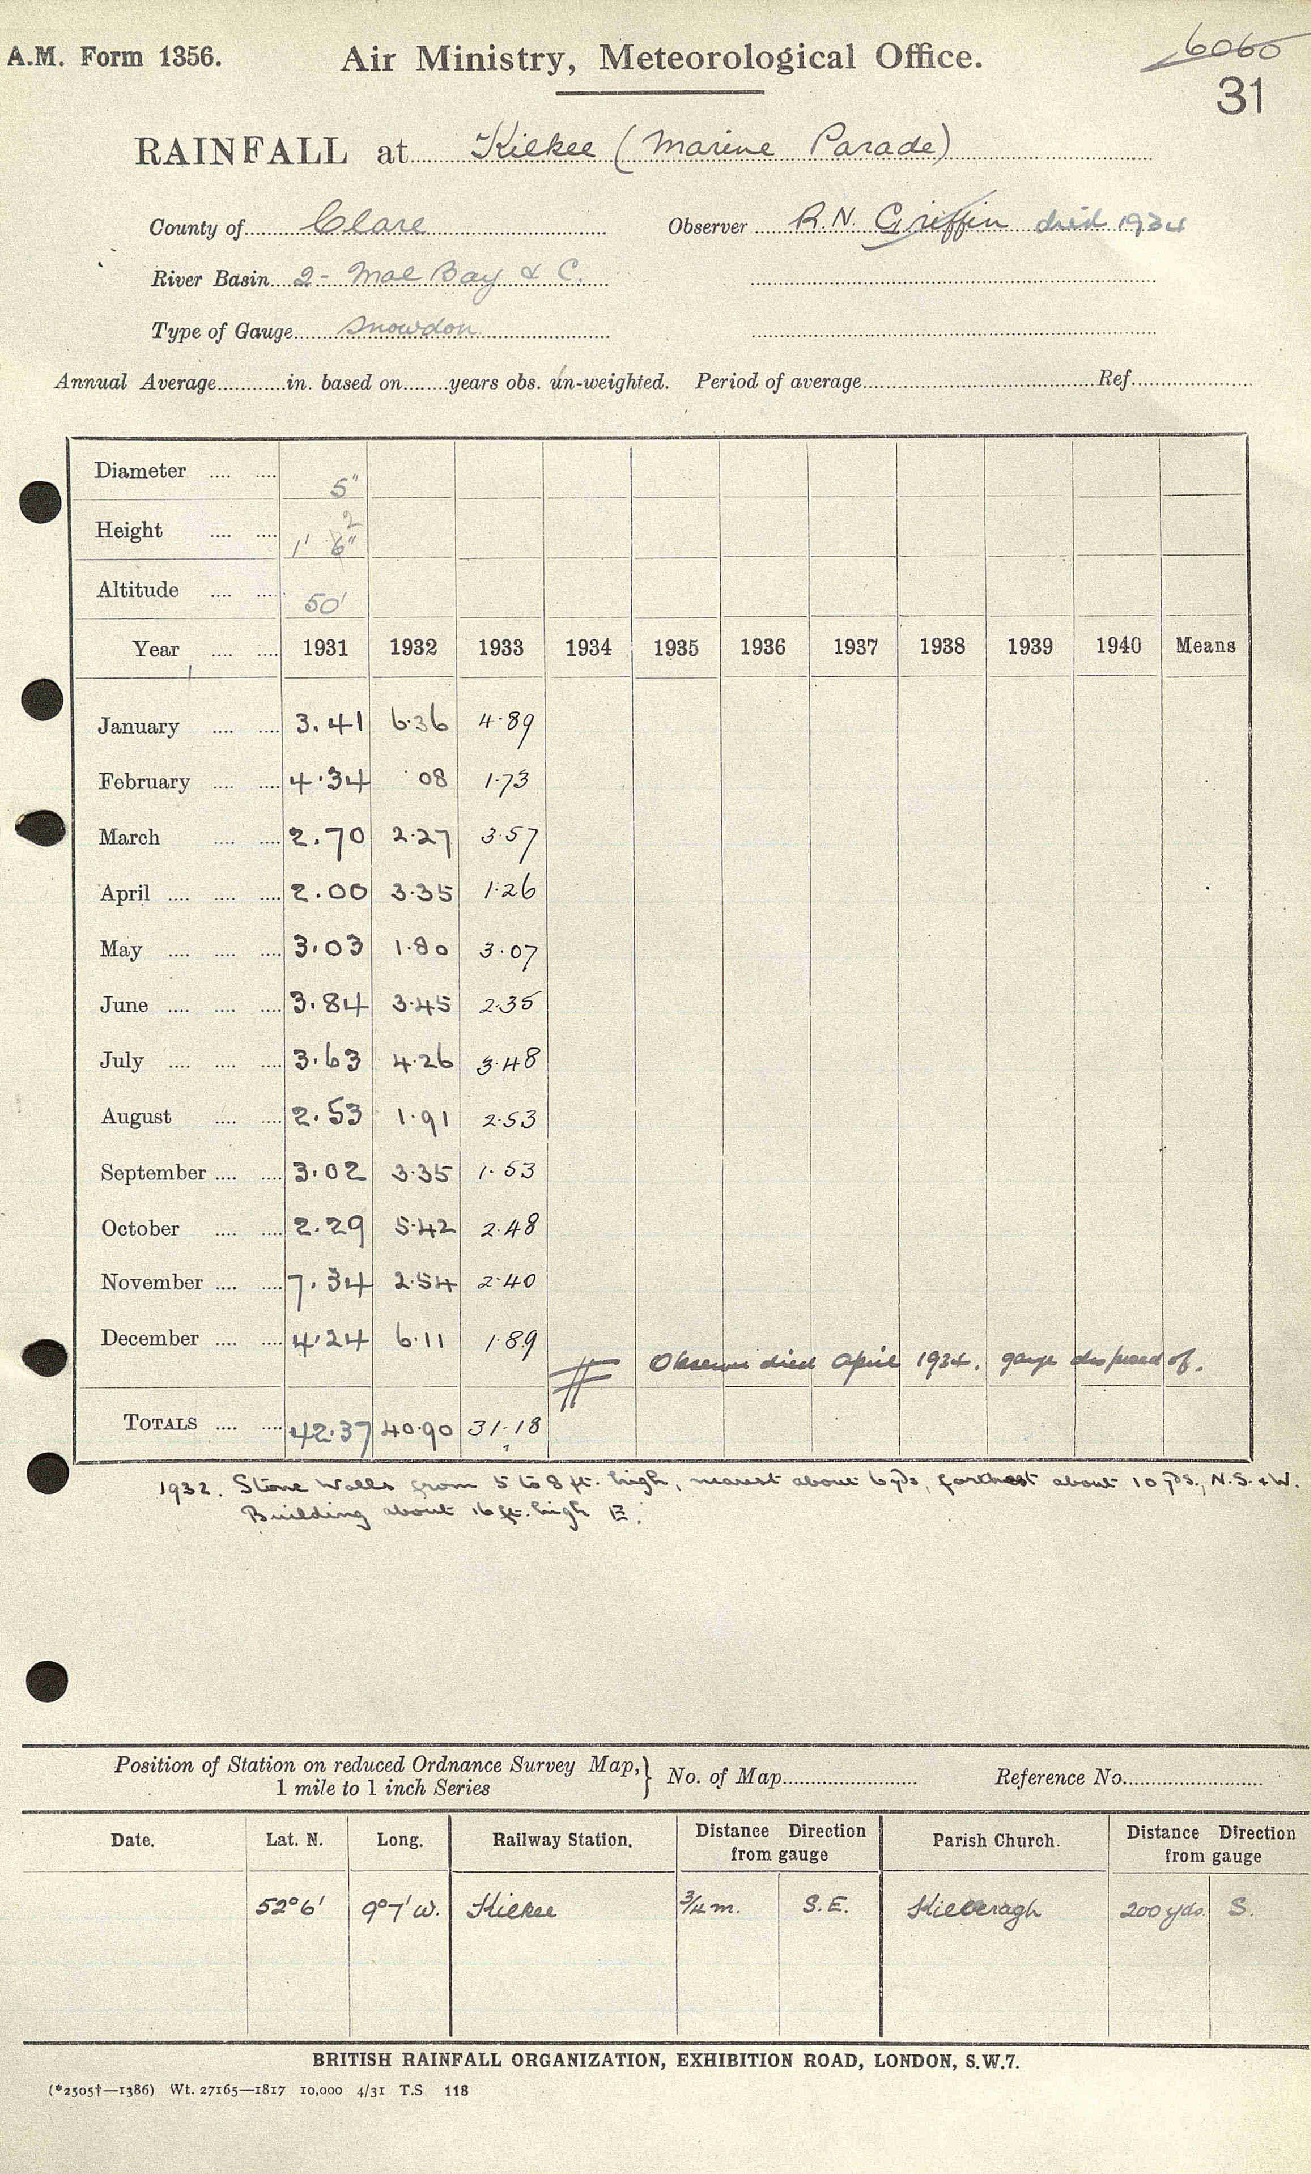 A.M. Form 1356. Air Ministry, Meteorological Office. 6060
31
RAINFALL at Kilkee (Marine Parade)
County of Clare Observer R.N. Griffin died 1934
River Basin 2 - Mal Bay & C.
Type of Gauge Snowdon
Annual Average in. based on years obs. un-weighted. Period of average Ref.
Diameter 5"
Height 1' 6" 2
Altitude 50'
Year 1931 1932 1933 1934 1935 1936 1937 1938 1939 1940 Means
January 3.41 6.36 4.89
February 4.34 .08 1.73
March 2.70 2.27 3.57
April 2.00 3.35 1.26
May 3.03 1.80 3.07
June 3.84 3.45 2.35
July 3.63 4.26 3.48
August 2.53 1.91 2.53
September 3.02 3.35 1.53
October 2.29 5.42 2.48
November 7.34 2.54 2.40
December 4.24 6.11 1.89
Observer died April 1934, gauge disposed of.
TOTALS 42.37 40.90 31.18
1932. Stone walls from 5 to 8 ft. high, nearest about 6 yds, farthest about 10 yds, N.S. & W.
Building about 16 ft. high E.
Position of Station on reduced Ordnance Survey Map, } No. of Map Reference No.
1 mile to 1 inch Series
Date. Lat. N. Long. Railway Station. Distance Direction from gauge Parish Church. Distance Direction from gauge
52°6' 9°7' W. Kilkee 3/4 m. S.E. 200 yds. S.
BRITISH RAINFALL ORGANIZATION, EXHIBITION ROAD, LONDON, S.W.7.
(*2505†—1386) Wt. 27165—1817 10,000 4/31 T.S 118